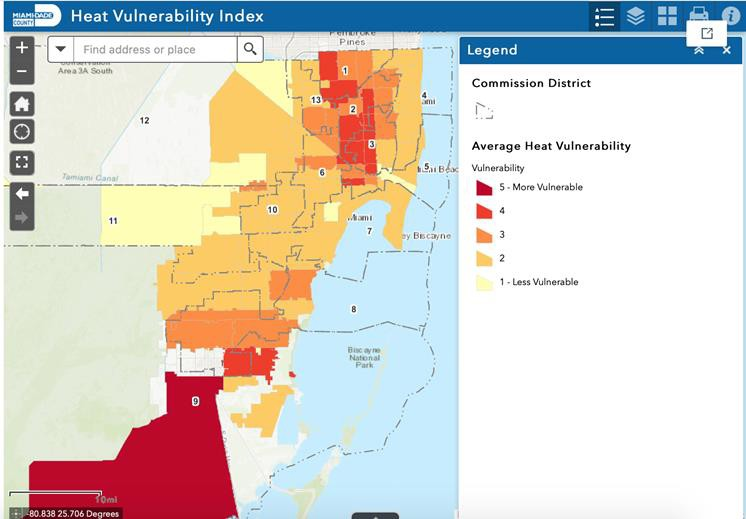 MIAMI-DADE
COUNTY
Heat Vulnerability Index
Find address or place
Pembroke
Pines
Conservation
Area 3A South
Legend
Commission District
Average Heat Vulnerability
Vulnerability
5 - More Vulnerable
4
3
2
1 - Less Vulnerable
1
13
2
4
ami
12
3
5
Tamiami Canal
6
11
10
Miami
7
ey Biscayne
8
Biscayne
National
Park
9
10mi
-80.838 25.706 Degrees